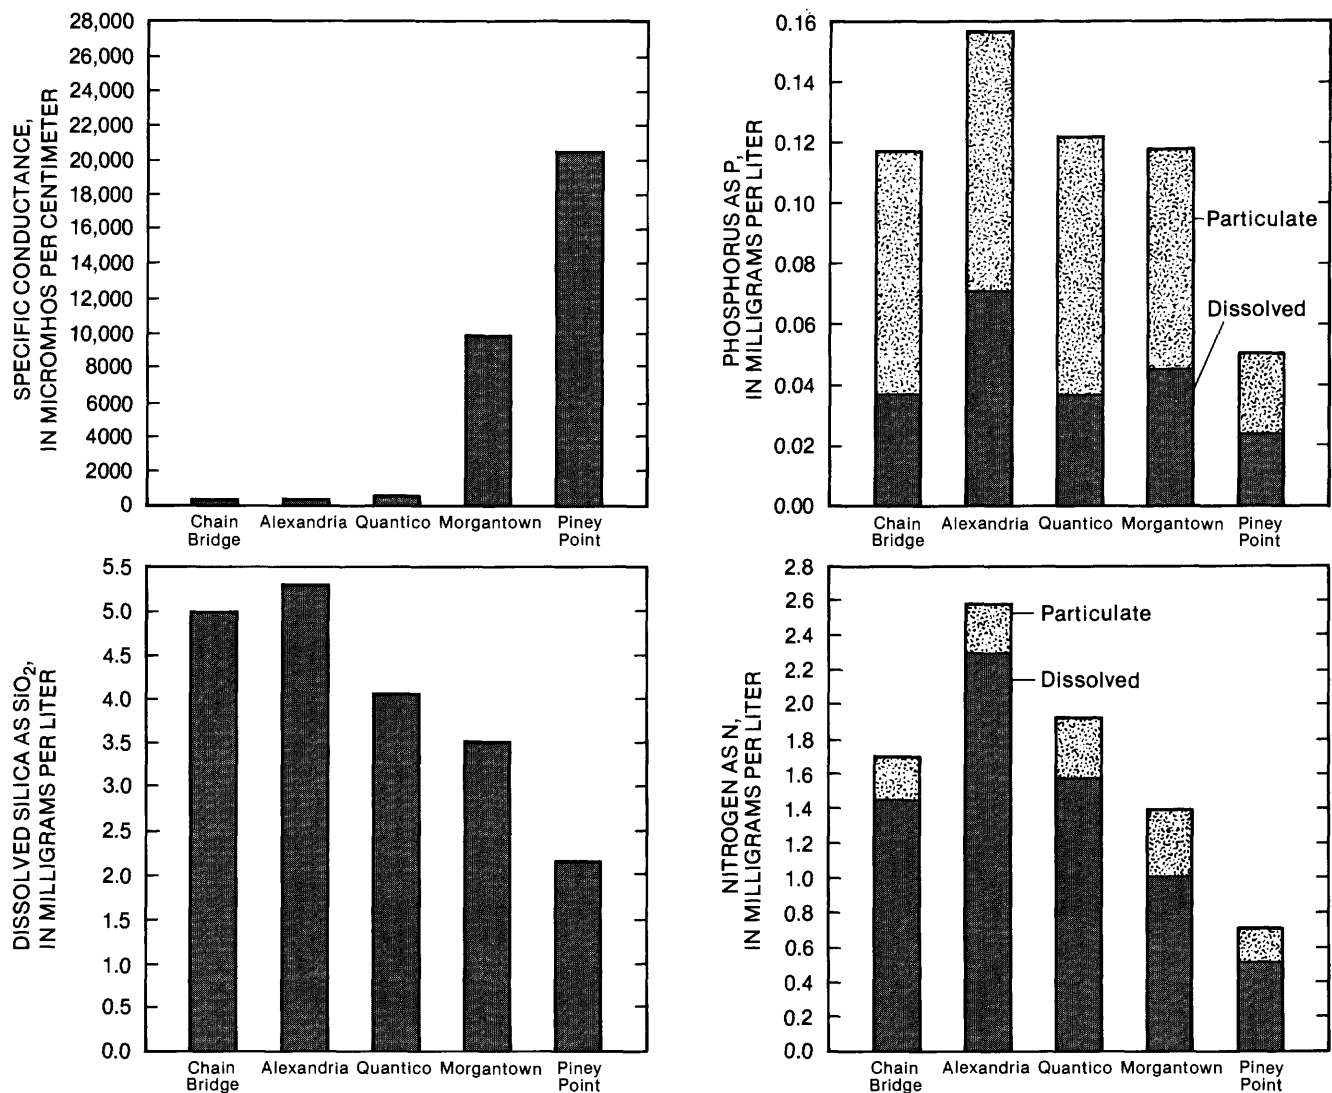 SPECIFIC CONDUCTANCE,
IN MICROMHOS PER CENTIMETER
28,000
26,000
24,000
22,000
20,000
18,000
16,000
14,000
12,000
10,000
8000
6000
4000
2000
0
Chain
Bridge
Alexandria
Quantico
Morgantown
Piney
Point
PHOSPHORUS AS P,
IN MILLIGRAMS PER LITER
0.16
0.14
0.12
0.10
0.08
0.06
0.04
0.02
0.00
Particulate
Dissolved
Chain
Bridge
Alexandria
Quantico
Morgantown
Piney
Point
DISSOLVED SILICA AS SiO₂,
IN MILLIGRAMS PER LITER
5.5
5.0
4.5
4.0
3.5
3.0
2.5
2.0
1.5
1.0
0.5
0.0
Chain
Bridge
Alexandria
Quantico
Morgantown
Piney
Point
NITROGEN AS N,
IN MILLIGRAMS PER LITER
2.8
2.6
2.4
2.2
2.0
1.8
1.6
1.4
1.2
1.0
0.8
0.6
0.4
0.2
0.0
Particulate
Dissolved
Chain
Bridge
Alexandria
Quantico
Morgantown
Piney
Point